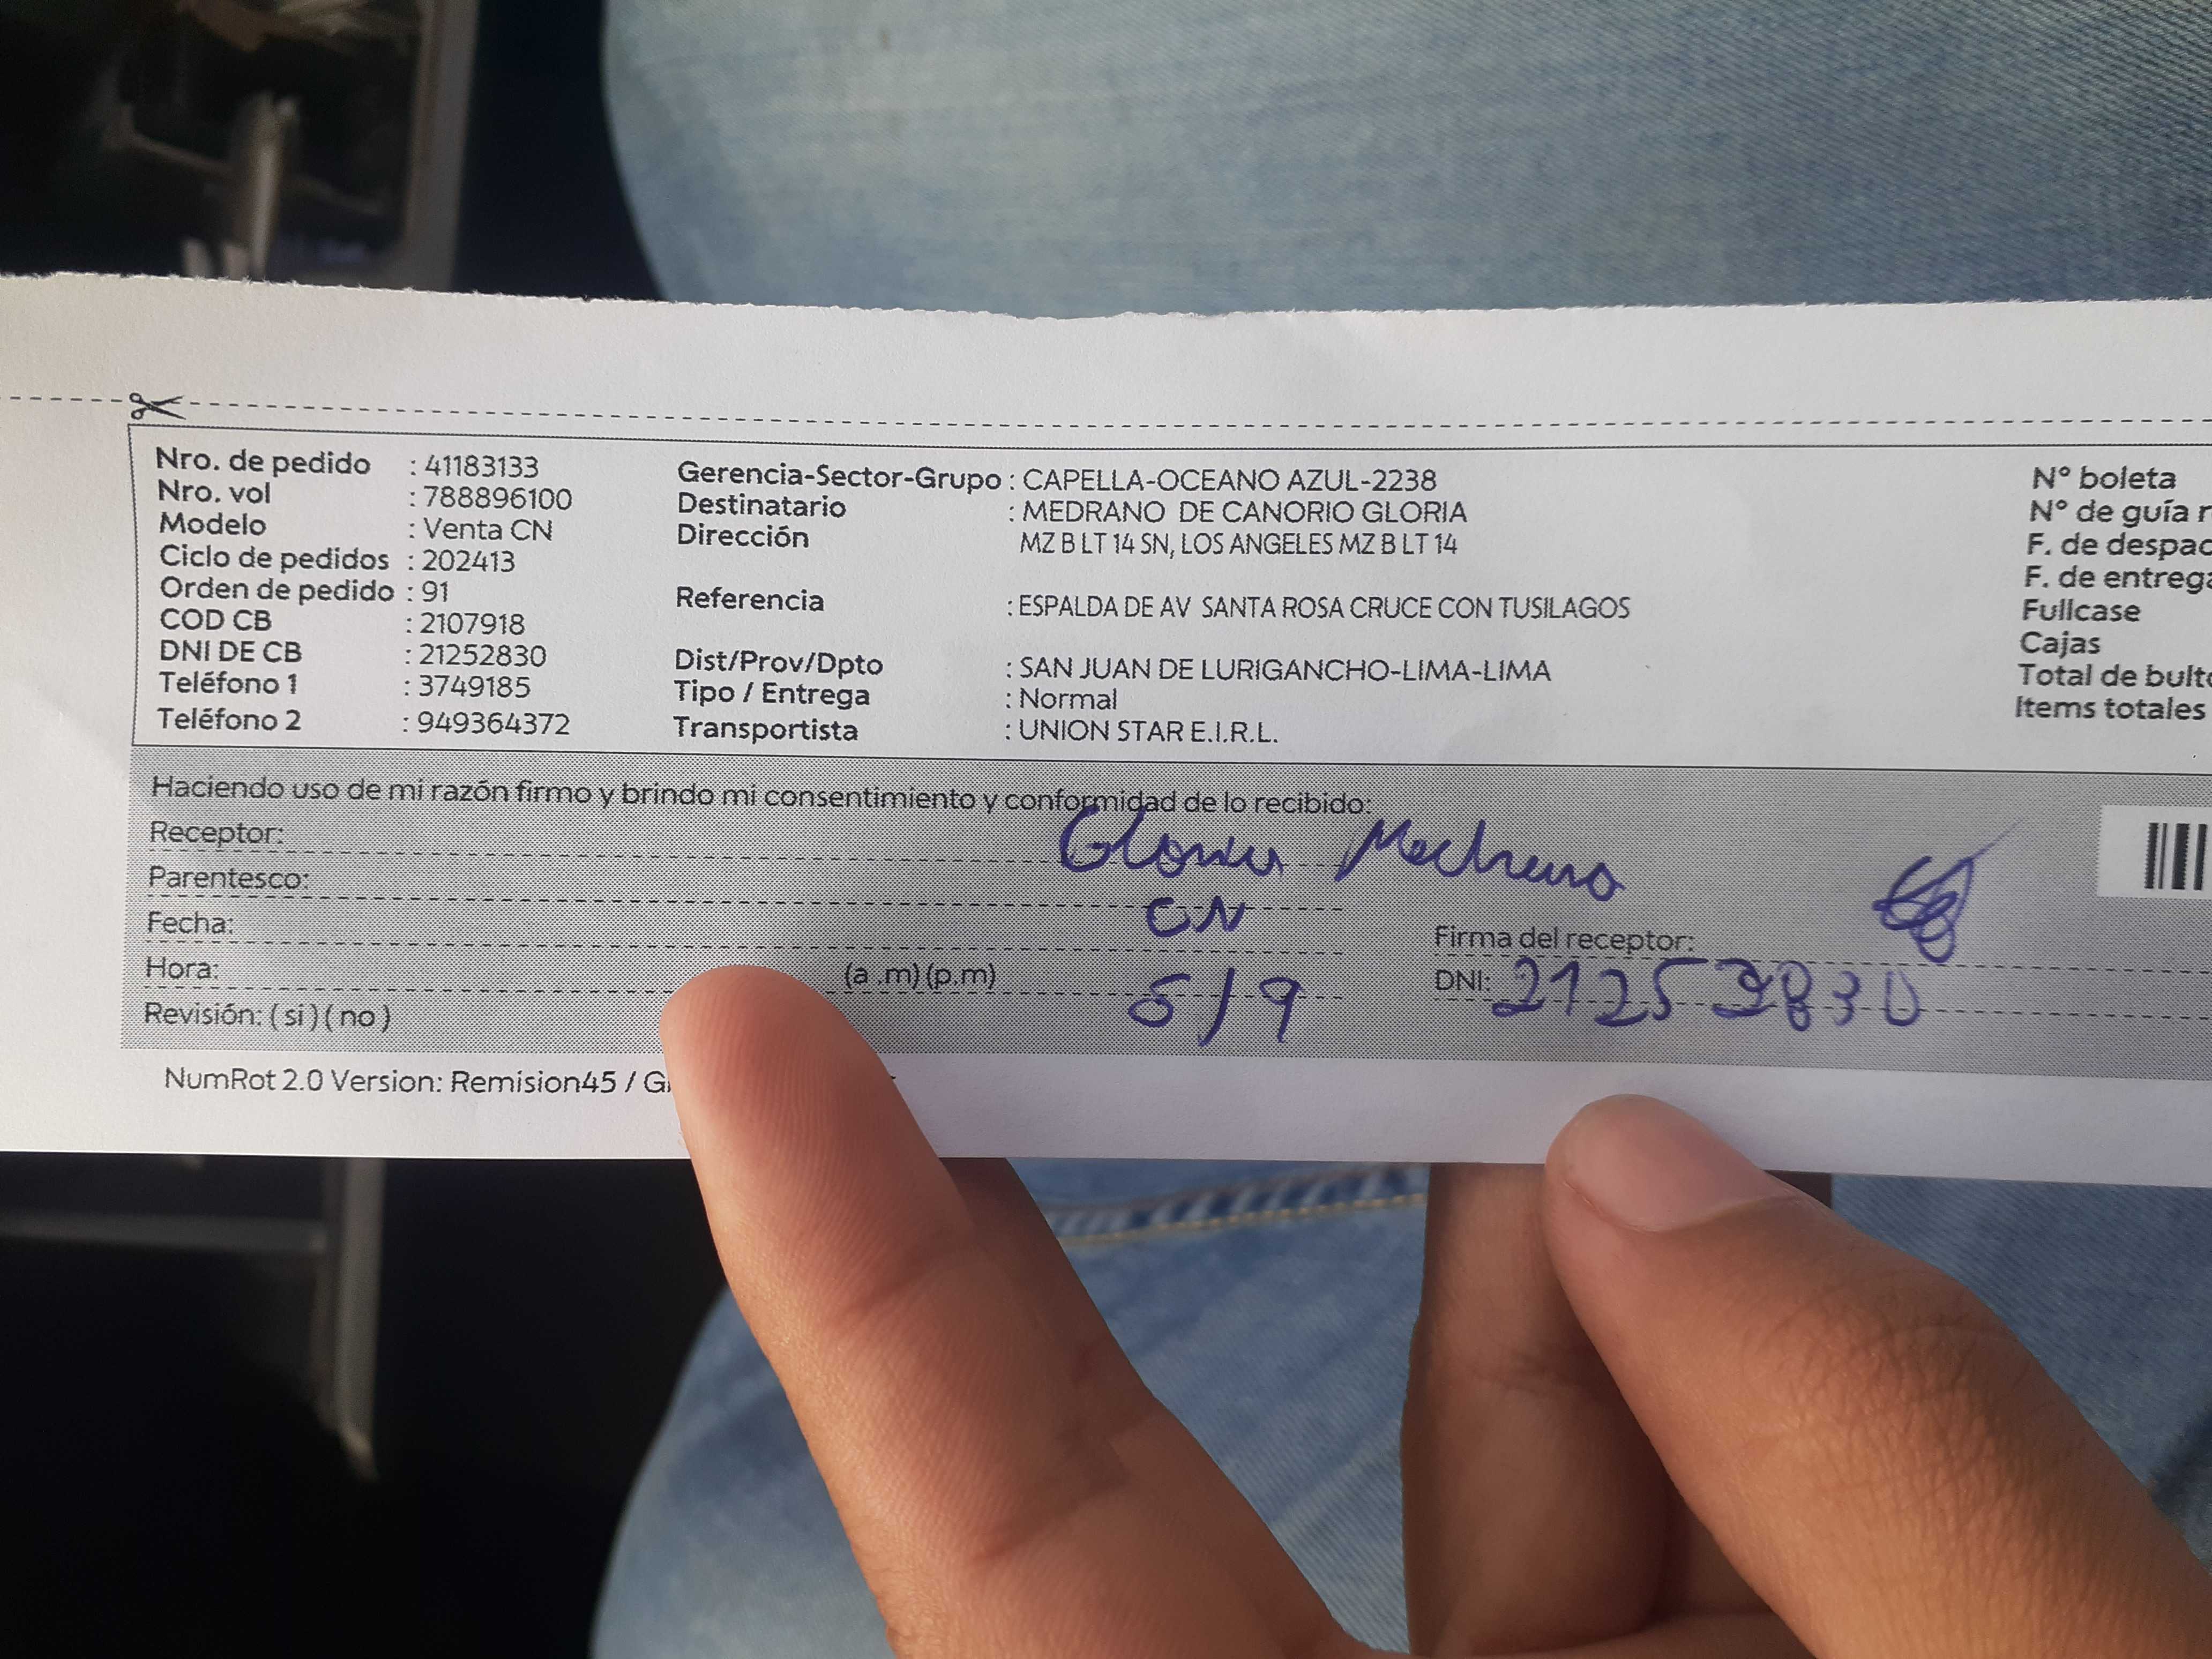 Nro. de pedido : 41183133
Nro. vol : 788896100
Modelo : Venta CN
Ciclo de pedidos : 202413
Orden de pedido : 91
COD CB : 2107918
DNI DE CB : 21252830
Teléfono 1 : 3749185
Teléfono 2 : 949364372
Gerencia-Sector-Grupo : CAPELLA-OCEANO AZUL-2238
Destinatario : MEDRANO DE CANORIO GLORIA
Dirección MZ B LT 14 SN, LOS ANGELES MZ B LT 14
Referencia : ESPALDA DE AV SANTA ROSA CRUCE CON TUSILAGOS
Dist/Prov/Dpto : SAN JUAN DE LURIGANCHO-LIMA-LIMA
Tipo / Entrega : Normal
Transportista : UNION STAR E.I.R.L.
N° boleta
N° de guía r
F. de despac
F. de entrega
Fullcase
Cajas
Total de bulto
Items totales
Haciendo uso de mi razón firmo y brindo mi consentimiento y conformidad de lo recibido:
Receptor: Gloria Medrano
Parentesco: CN
Fecha: 5/9
Hora: (a .m) (p.m)
Revisión: ( si ) ( no )
Firma del receptor:
DNI: 21252830
NumRot 2.0 Version: Remision45 /